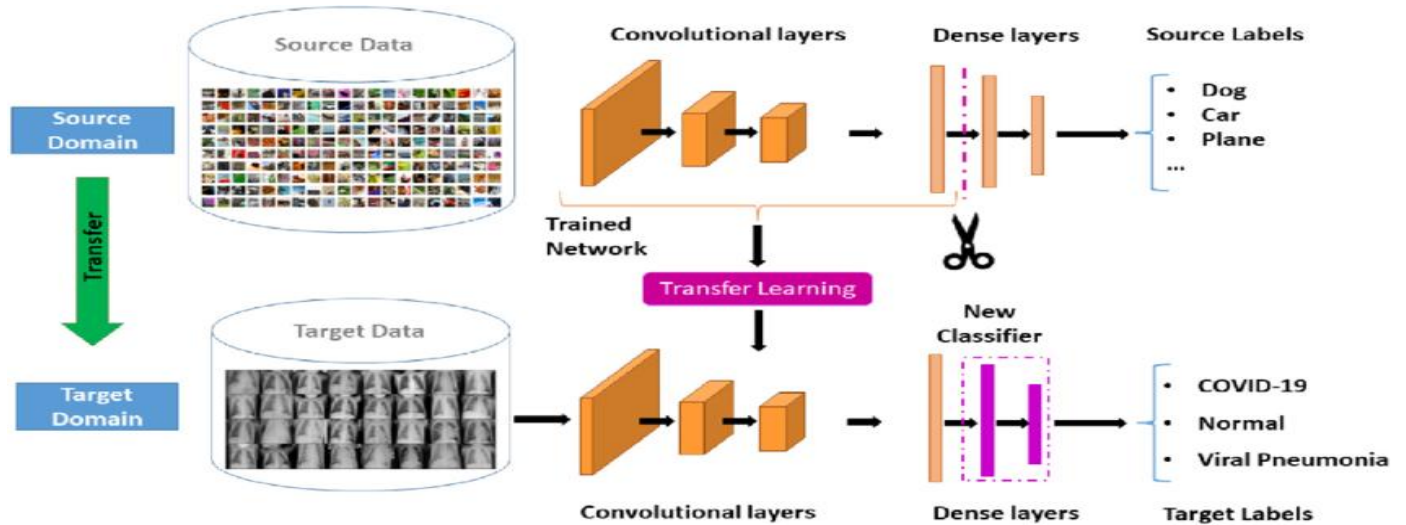 Source Data
Convolutional layers
Dense layers
Source Labels
Source
Domain
• Dog
• Car
• Plane
...
Transfer
Trained
Network
Transfer Learning
Target Data
New
Classifier
Target
Domain
• COVID-19
• Normal
• Viral Pneumonia
Convolutional layers
Dense layers
Target Labels